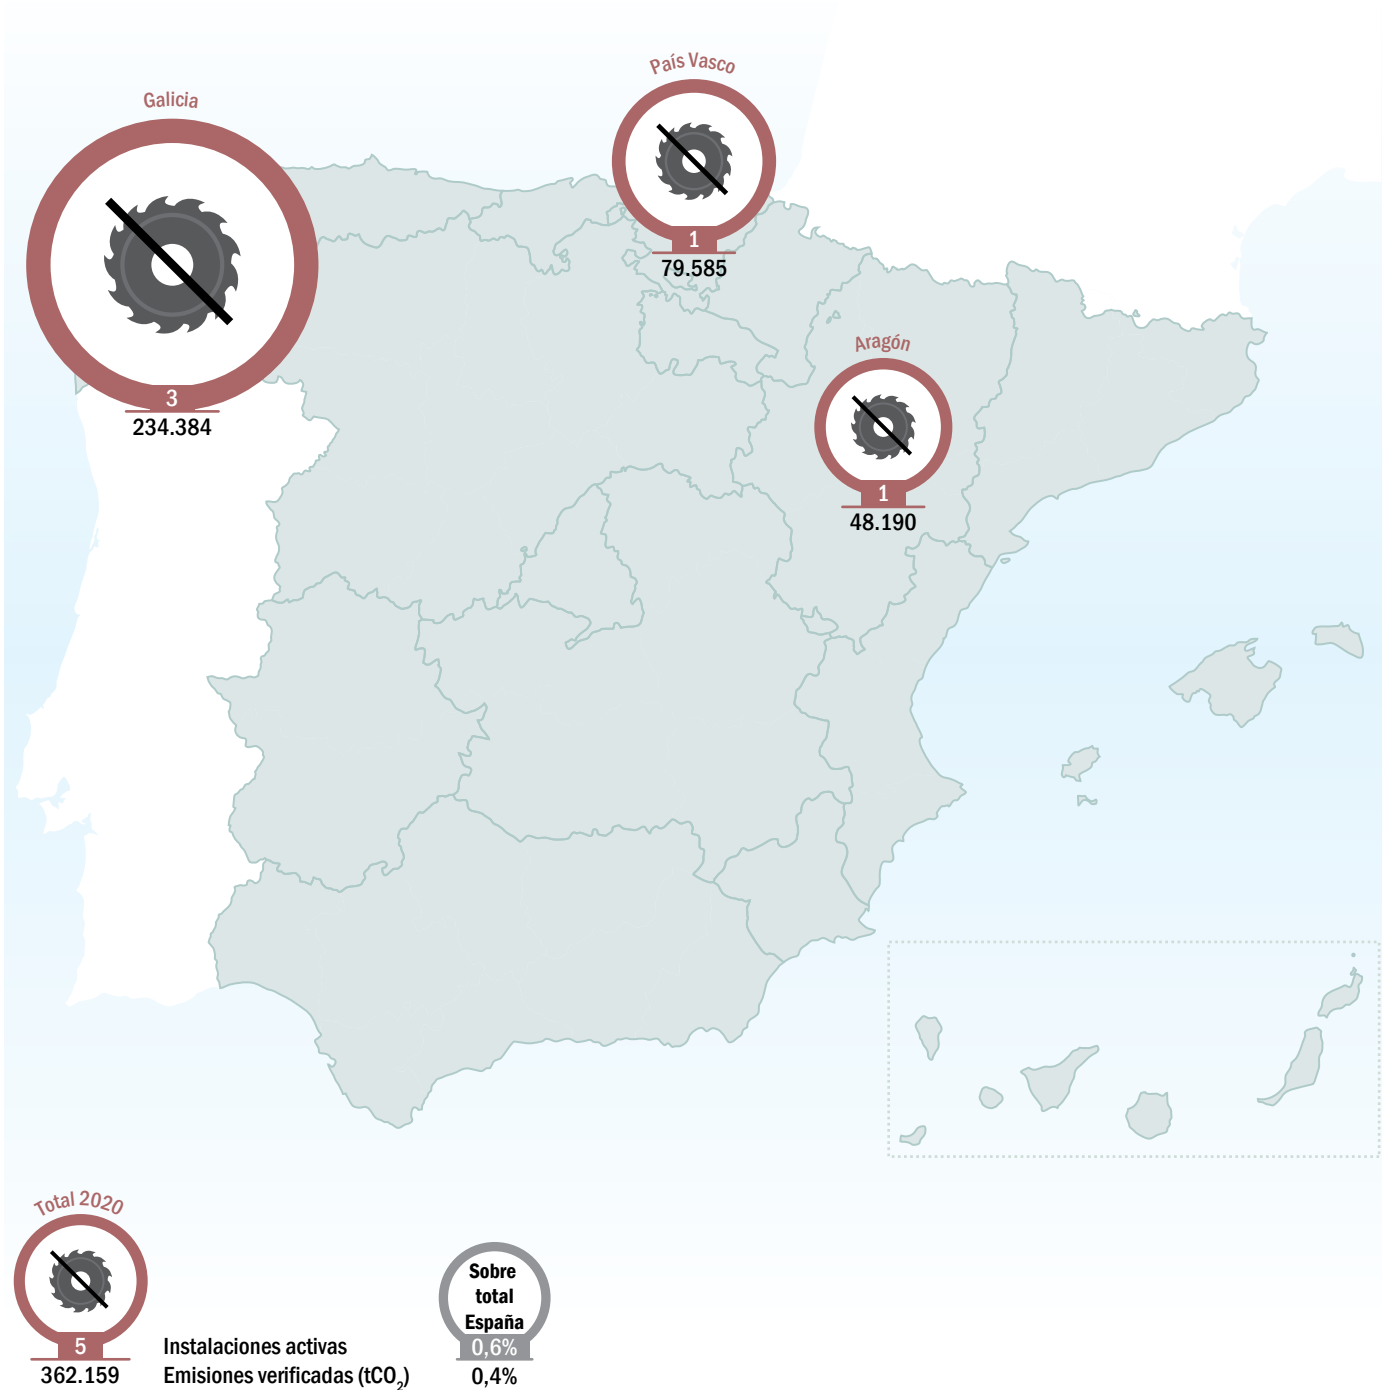 País Vasco
1
79.585
Galicia
3
234.384
Aragón
1
48.190
Total 2020
5
362.159
Instalaciones activas
Emisiones verificadas (tCO₂)
Sobre
total
España
0,6%
0,4%